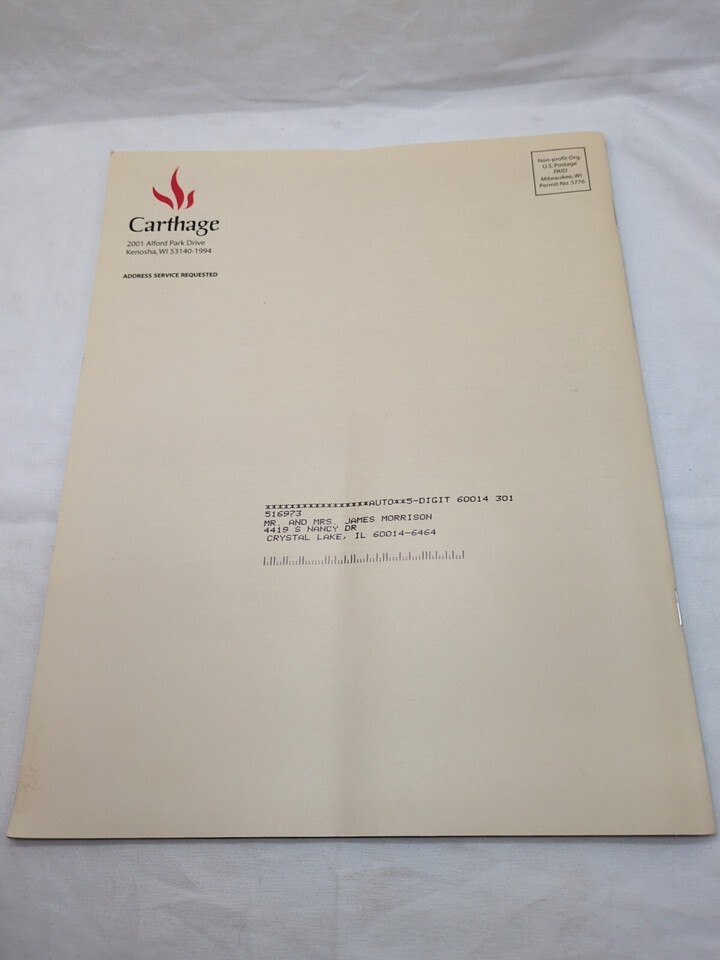 Carthage
2001 Alford Park Drive
Kenosha, WI 53140-1994
ADDRESS SERVICE REQUESTED
Non-profit Org.
U.S. Postage
PAID
Milwaukee, WI
Permit No. 5776
******************AUTO**5-DIGIT 60014 301
516973
MR. AND MRS. JAMES MORRISON
4419 S NANCY DR
CRYSTAL LAKE, IL 60014-6464